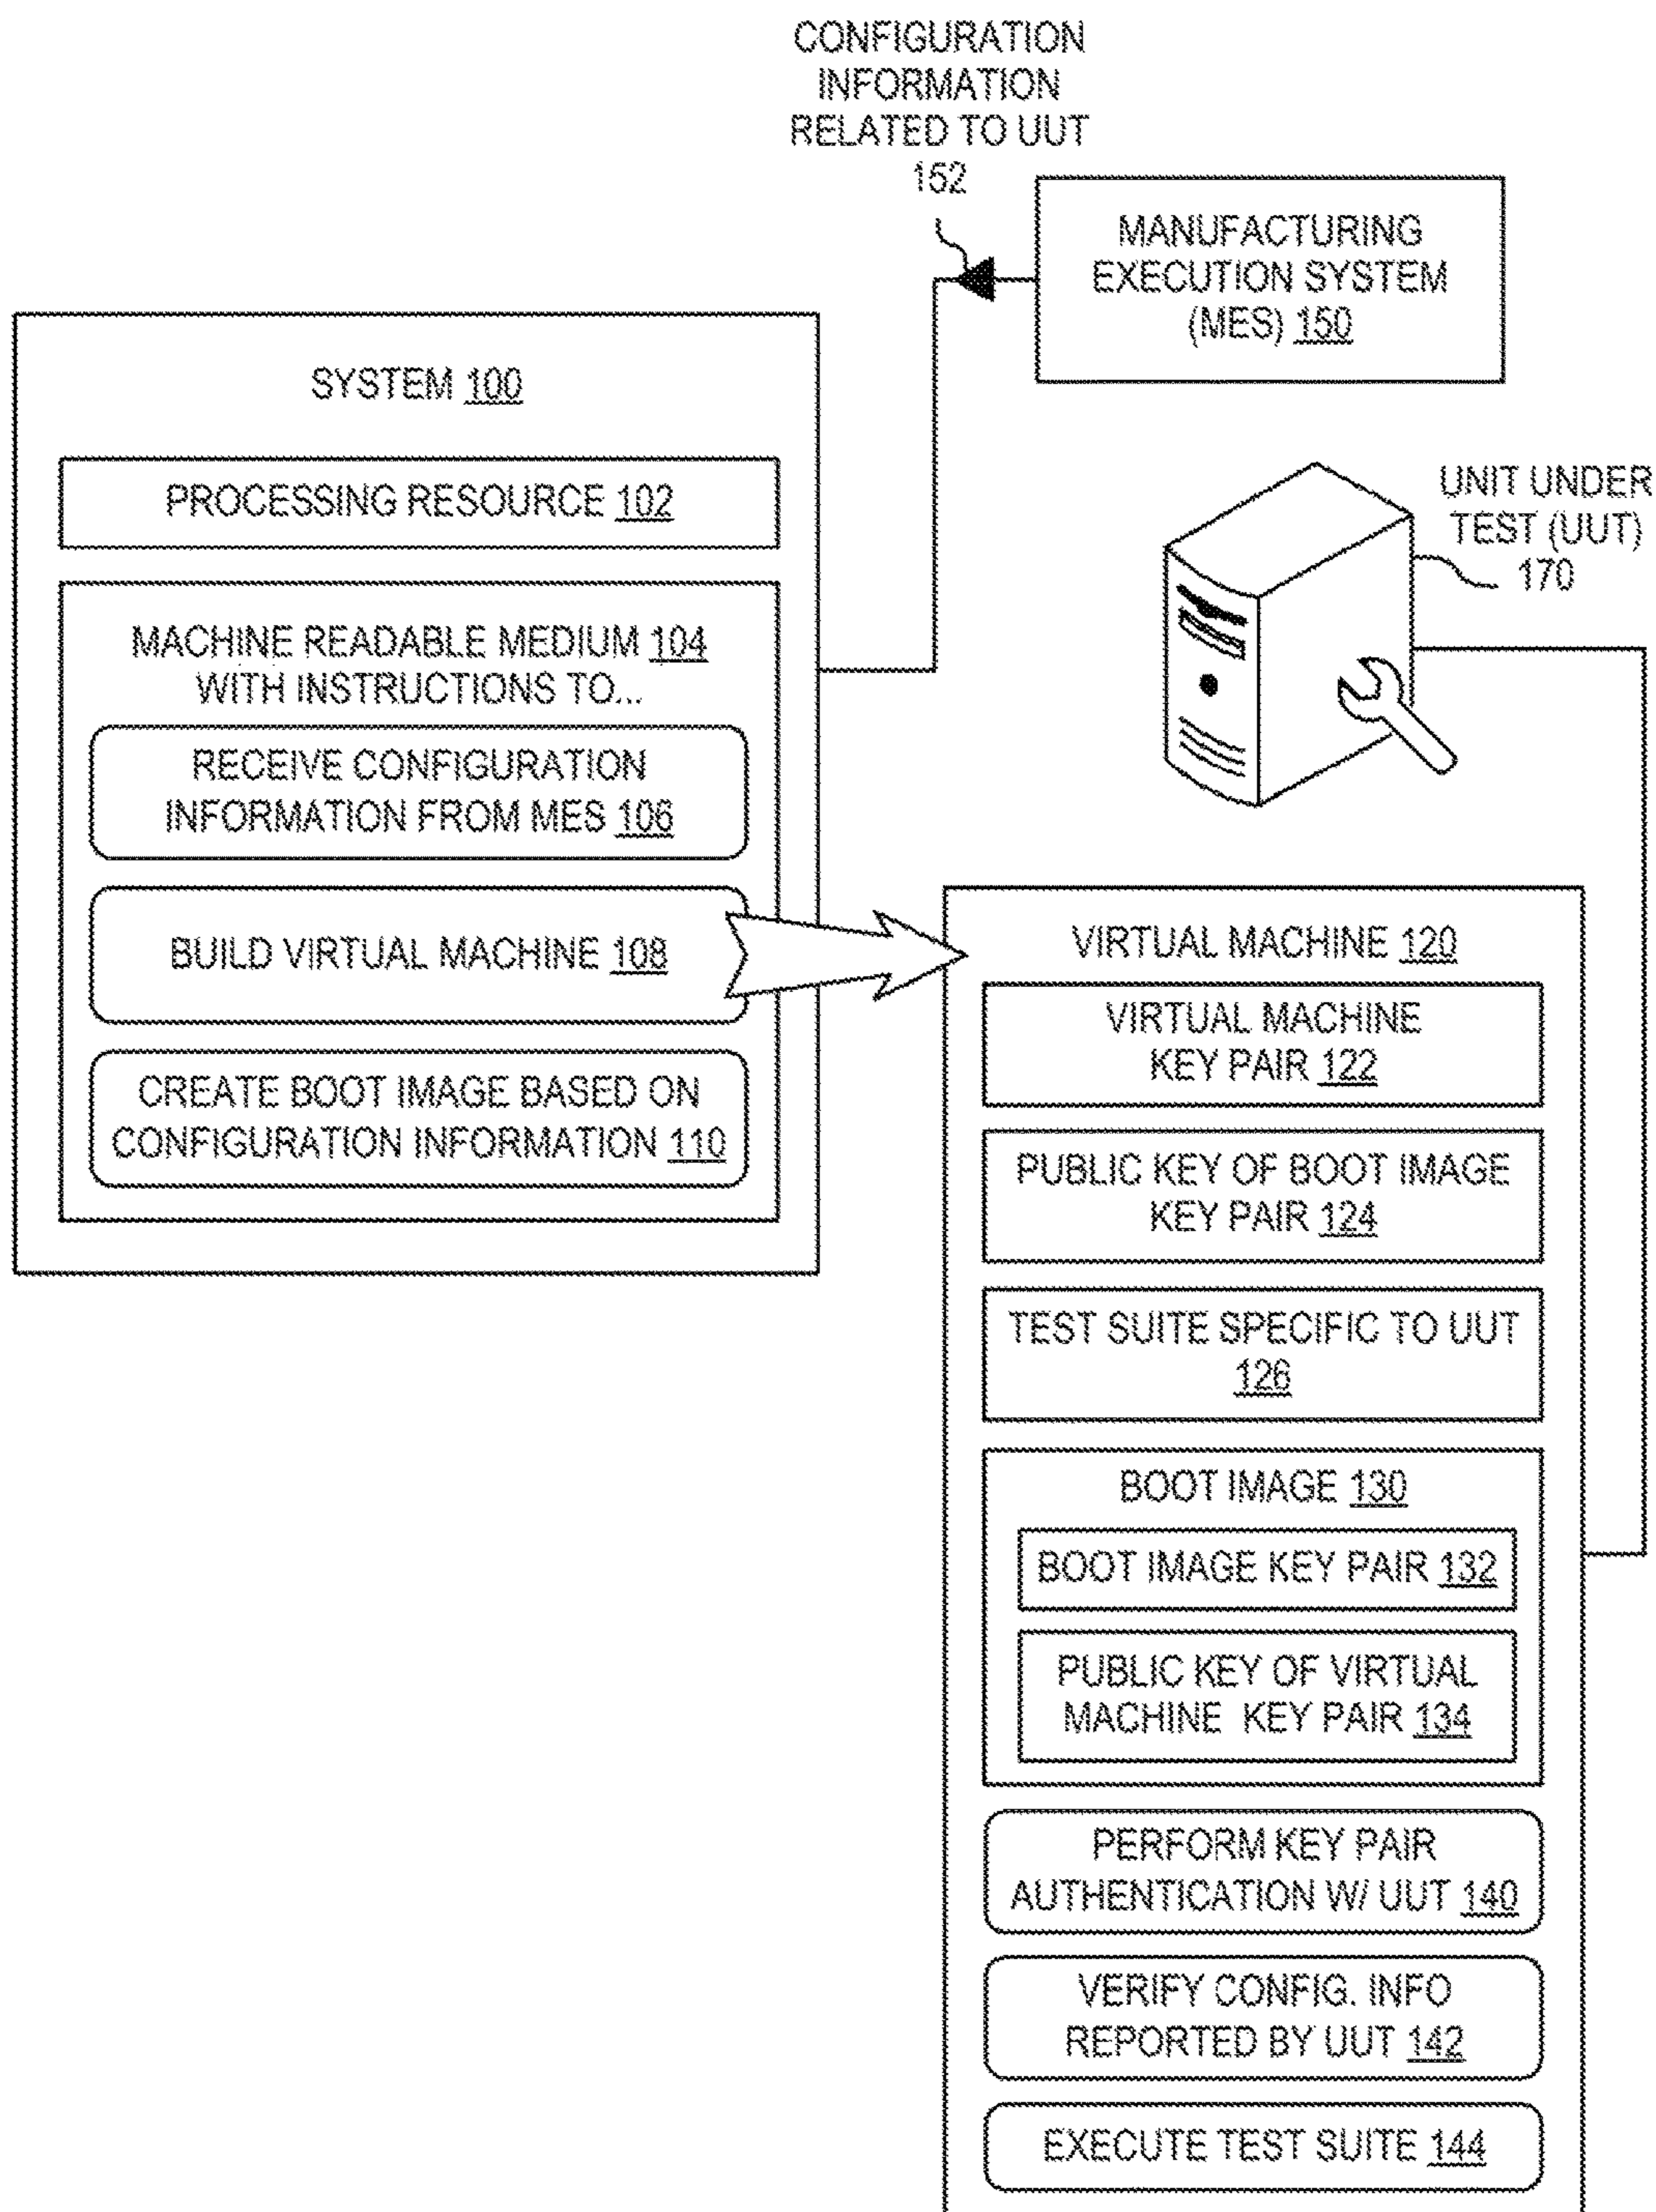 CONFIGURATION
INFORMATION
RELATED TO UUT
152
MANUFACTURING
EXECUTION SYSTEM
(MES) 150
SYSTEM 100
PROCESSING RESOURCE 102
MACHINE READABLE MEDIUM 104
WITH INSTRUCTIONS TO...
RECEIVE CONFIGURATION
INFORMATION FROM MES 106
BUILD VIRTUAL MACHINE 108
CREATE BOOT IMAGE BASED ON
CONFIGURATION INFORMATION 110
UNIT UNDER
TEST (UUT)
170
VIRTUAL MACHINE 120
VIRTUAL MACHINE
KEY PAIR 122
PUBLIC KEY OF BOOT IMAGE
KEY PAIR 124
TEST SUITE SPECIFIC TO UUT
126
BOOT IMAGE 130
BOOT IMAGE KEY PAIR 132
PUBLIC KEY OF VIRTUAL
MACHINE KEY PAIR 134
PERFORM KEY PAIR
AUTHENTICATION W/ UUT 140
VERIFY CONFIG. INFO
REPORTED BY UUT 142
EXECUTE TEST SUITE 144